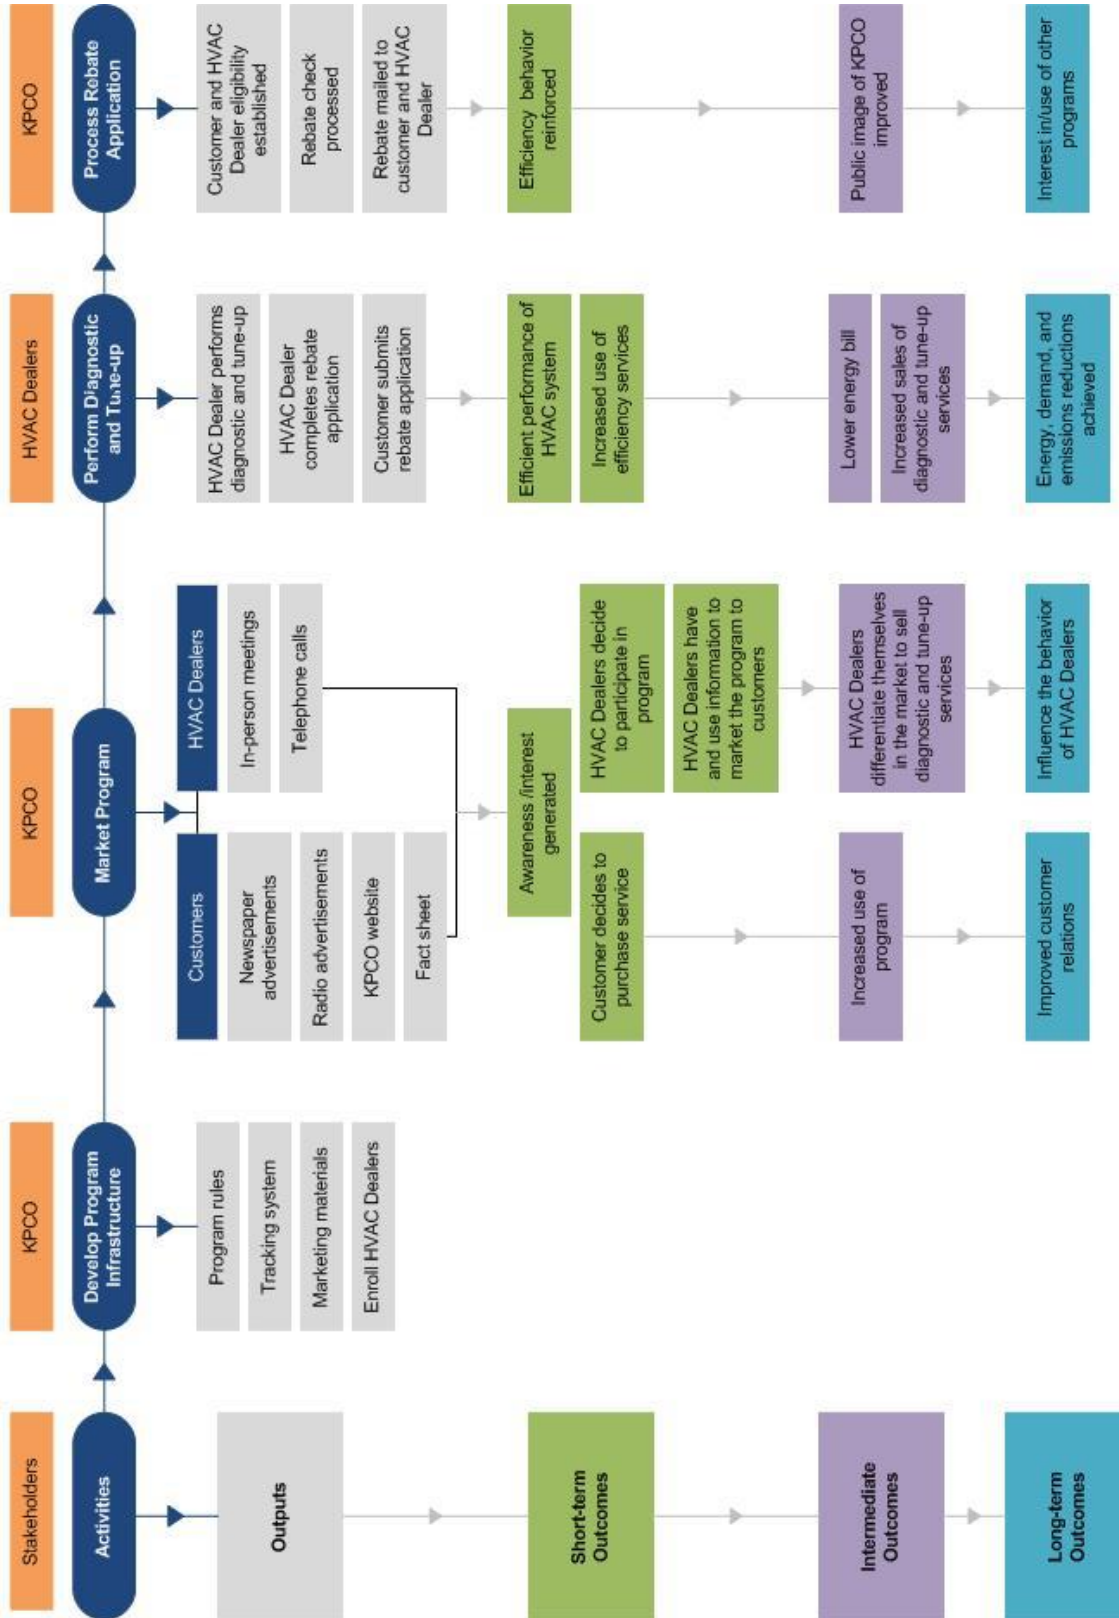 Stakeholders
KPCO
KPCO
HVAC Dealers
KPCO
Activities
Develop Program
Infrastructure
Market Program
Perform Diagnostic
and Tune-up
Process Rebate
Application
Outputs
Program rules
Tracking system
Marketing materials
Enroll HVAC Dealers
Customers
Newspaper
advertisements
Radio advertisements
KPCO website
Fact sheet
HVAC Dealers
In-person meetings
Telephone calls
HVAC Dealer performs
diagnostic and tune-up
HVAC Dealer
completes rebate
application
Customer submits
rebate application
Customer and HVAC
Dealer eligibility
established
Rebate check
processed
Rebate mailed to
customer and HVAC
Dealer
Short-term
Outcomes
Awareness /interest
generated
Customer decides to
purchase service
HVAC Dealers decide
to participate in
program
HVAC Dealers have
and use information to
market the program to
customers
Efficient performance of
HVAC system
Increased use of
efficiency services
Efficiency behavior
reinforced
Intermediate
Outcomes
Increased use of
program
HVAC Dealers
differentiate themselves
in the market to sell
diagnostic and tune-up
services
Lower energy bill
Increased sales of
diagnostic and tune-up
services
Public image of KPCO
improved
Long-term
Outcomes
Improved customer
relations
Influence the behavior
of HVAC Dealers
Energy, demand, and
emissions reductions
achieved
Interest in/use of other
programs